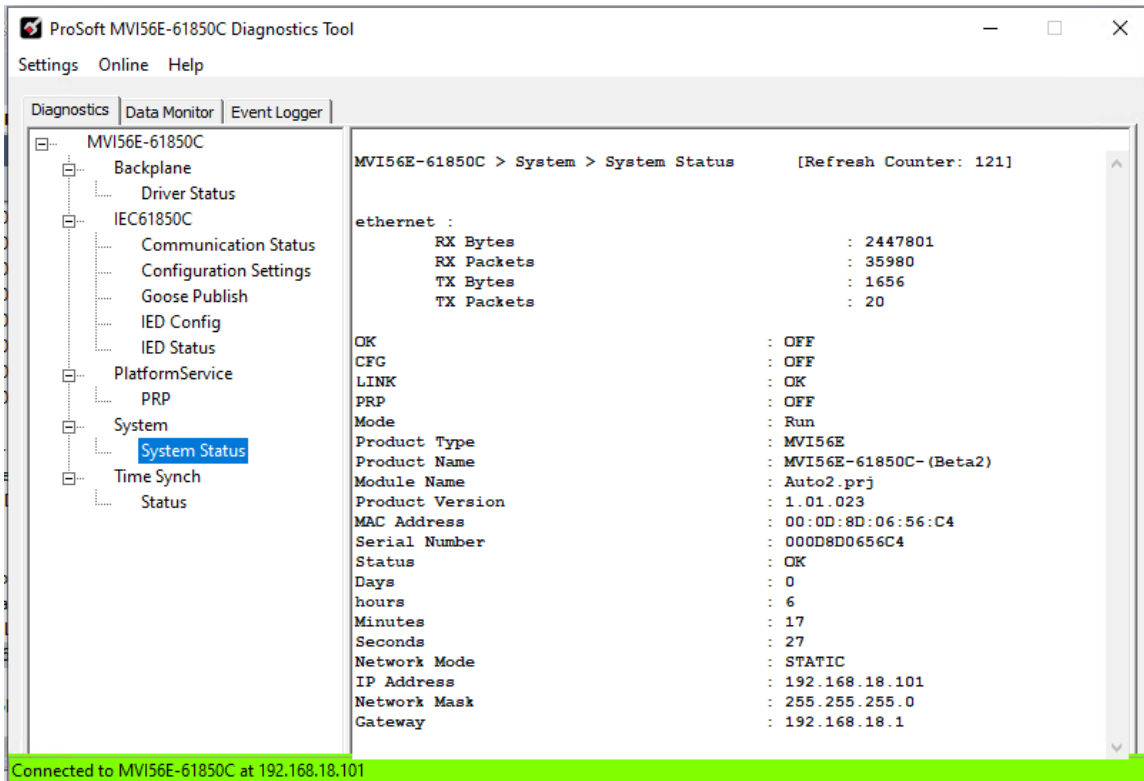 ProSoft MVI56E-61850C Diagnostics Tool
Settings Online Help
Diagnostics Data Monitor Event Logger
MVI56E-61850C
Backplane
Driver Status
IEC61850C
Communication Status
Configuration Settings
Goose Publish
IED Config
IED Status
PlatformService
PRP
System
System Status
Time Synch
Status
MVI56E-61850C > System > System Status [Refresh Counter: 121]
ethernet :
RX Bytes : 2447801
RX Packets : 35980
TX Bytes : 1656
TX Packets : 20
OK : OFF
CFG : OFF
LINK : OK
PRP : OFF
Mode : Run
Product Type : MVI56E
Product Name : MVI56E-61850C-(Beta2)
Module Name : Auto2.prj
Product Version : 1.01.023
MAC Address : 00:0D:8D:06:56:C4
Serial Number : 000D8D0656C4
Status : OK
Days : 0
hours : 6
Minutes : 17
Seconds : 27
Network Mode : STATIC
IP Address : 192.168.18.101
Network Mask : 255.255.255.0
Gateway : 192.168.18.1
Connected to MVI56E-61850C at 192.168.18.101